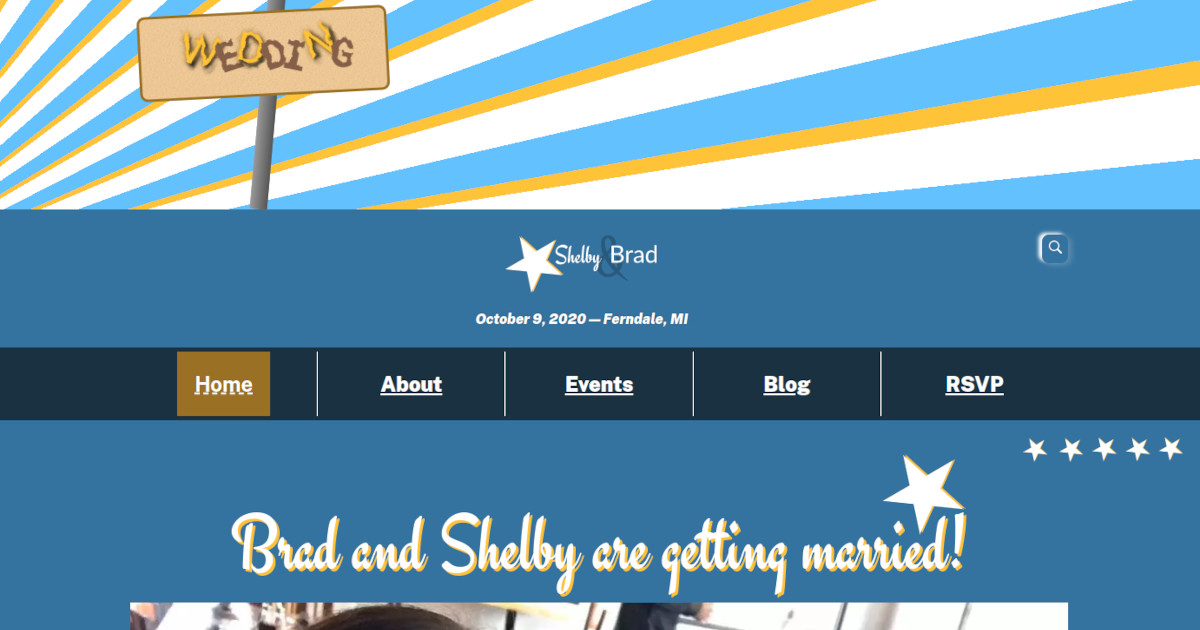 WEDDING
Shelby & Brad
October 9, 2020 — Ferndale, MI
Home About Events Blog RSVP
Brad and Shelby are getting married!